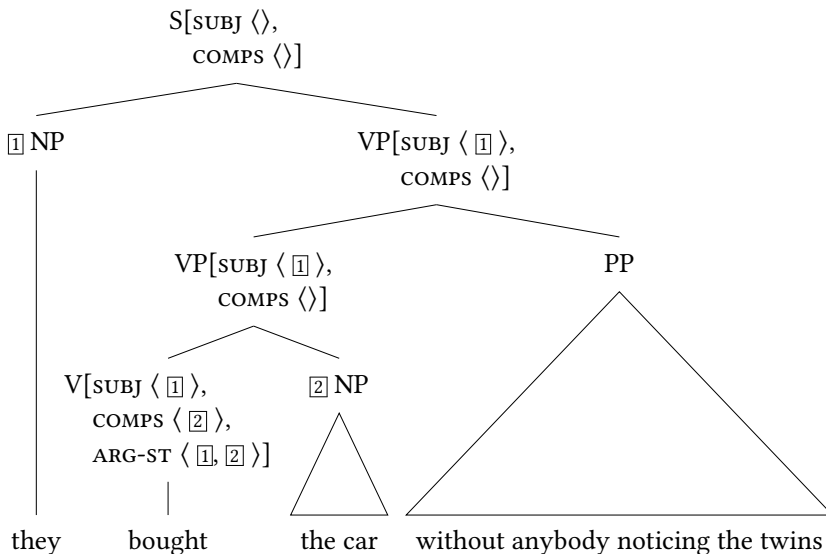 S[SUBJ ⟨⟩,
COMPS ⟨⟩]
1 NP VP[SUBJ ⟨ 1 ⟩,
COMPS ⟨⟩]
VP[SUBJ ⟨ 1 ⟩, PP
COMPS ⟨⟩]
V[SUBJ ⟨ 1 ⟩, 2 NP
COMPS ⟨ 2 ⟩,
ARG-ST ⟨ 1, 2 ⟩]
they bought the car without anybody noticing the twins